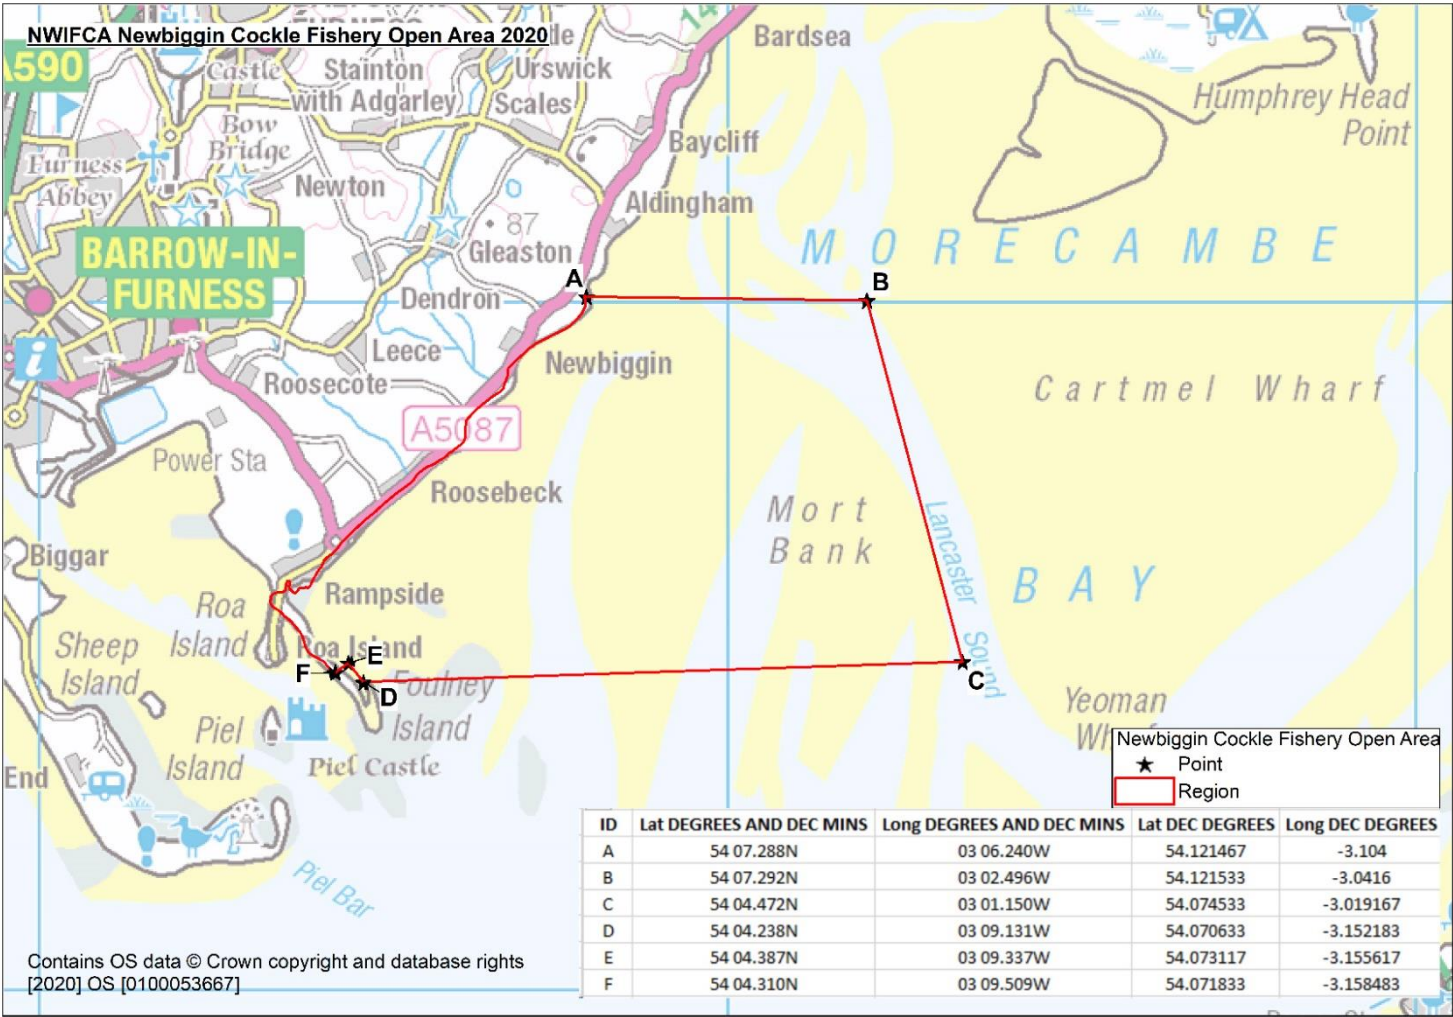 NWIFCA Newbiggin Cockle Fishery Open Area 2020
Bardsea
A590
Castle
Stainton
with Adgarley
Urswick
Scales
Humphrey Head
Point
Bow
Bridge
Baycliff
Furness
Abbey
Newton
Aldingham
87
Gleaston
MORECAMBE
BARROW-IN-
FURNESS
A
B
Dendron
Leece
Newbiggin
Roosecote
Cartmel Wharf
A5087
Power Sta
Roosebeck
Mort
Bank
Lancaster
Sound
Biggar
BAY
Rampside
Roa
Island
Roa Island
Sheep
Island
E
F
D
C
Foulney
Island
Yeoman
Piel
Island
Piel Castle
End
Piel Bar
Newbiggin Cockle Fishery Open Area
Point
Region
ID Lat DEGREES AND DEC MINS Long DEGREES AND DEC MINS Lat DEC DEGREES Long DEC DEGREES
A 54 07.288N 03 06.240W 54.121467 -3.104
B 54 07.292N 03 02.496W 54.121533 -3.0416
C 54 04.472N 03 01.150W 54.074533 -3.019167
D 54 04.238N 03 09.131W 54.070633 -3.152183
E 54 04.387N 03 09.337W 54.073117 -3.155617
F 54 04.310N 03 09.509W 54.071833 -3.158483
Contains OS data © Crown copyright and database rights
[2020] OS [0100053667]